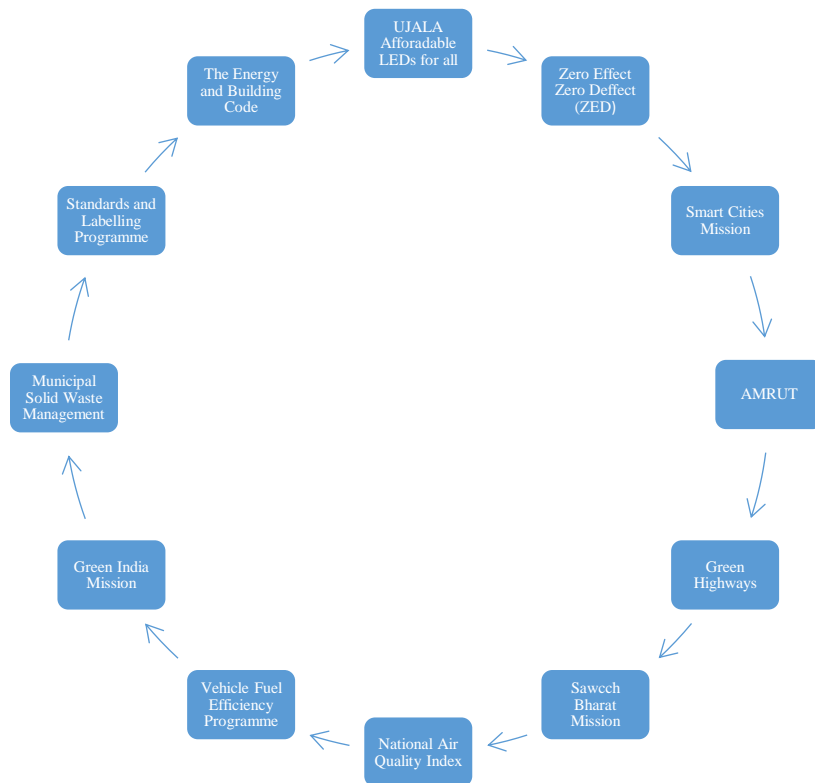 UJALA
Afforadable
LEDs for all
Zero Effect
Zero Deffect
(ZED)
Smart Cities
Mission
AMRUT
Green
Highways
Sawcch
Bharat
Mission
National Air
Quality Index
Vehicle Fuel
Efficiency
Programme
Green India
Mission
Municipal
Solid Waste
Management
Standards and
Labelling
Programme
The Energy
and Building
Code